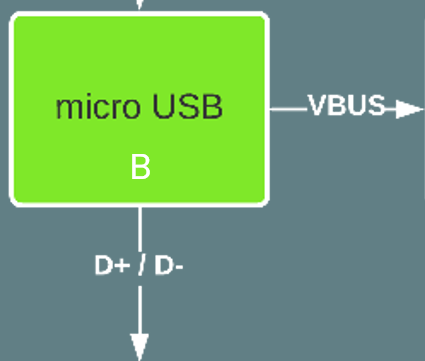 micro USB
VBUS
B
D+ / D-